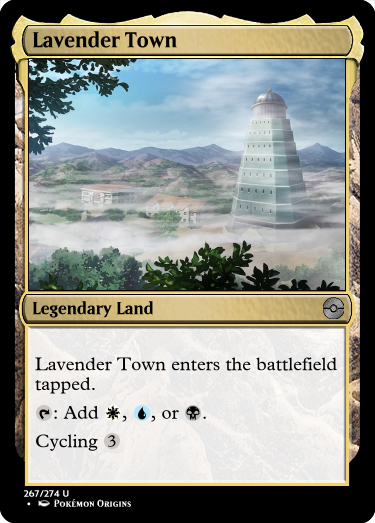 Lavender Town
Legendary Land
Lavender Town enters the battlefield
tapped.
: Add , , or .
Cycling 3
267/274 U
• Pokémon Origins